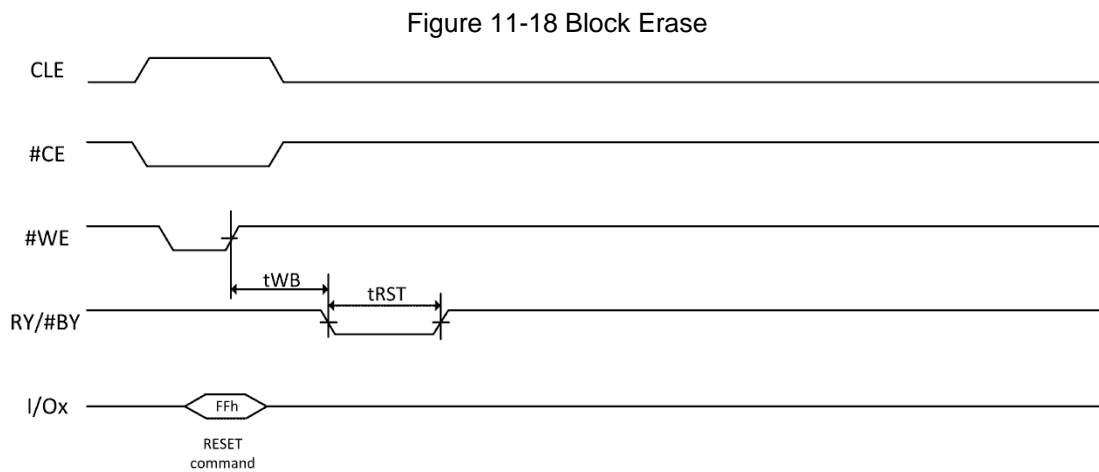 Figure 11-18 Block Erase
CLE
#CE
#WE
tWB
tRST
RY/#BY
I/Ox
FFh
RESET
command